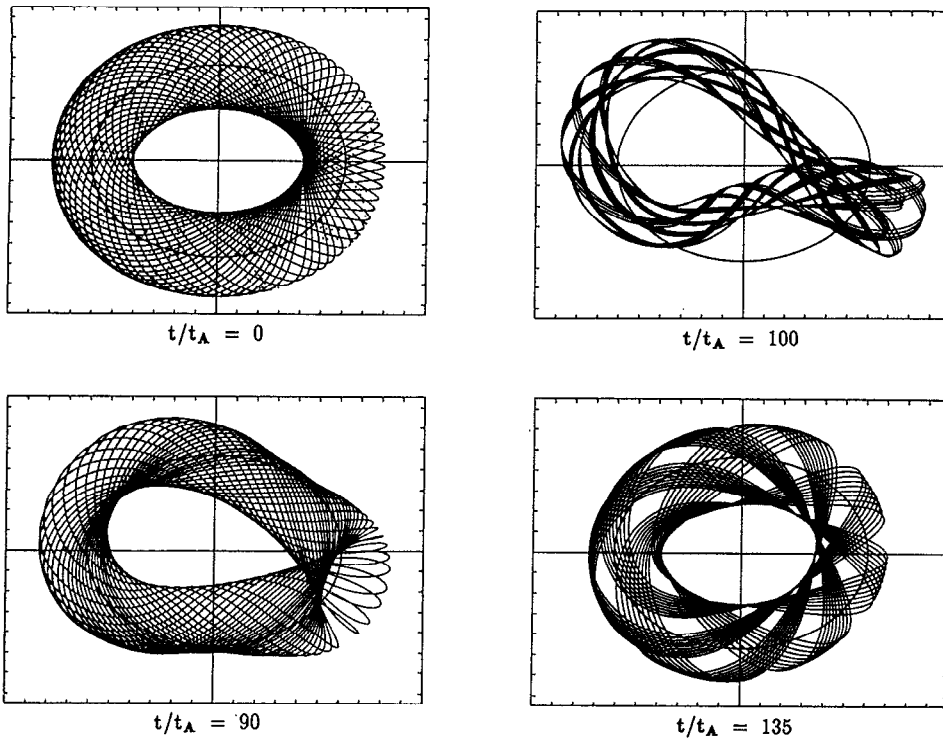 t/t_A = 0
t/t_A = 100
t/t_A = 90
t/t_A = 135